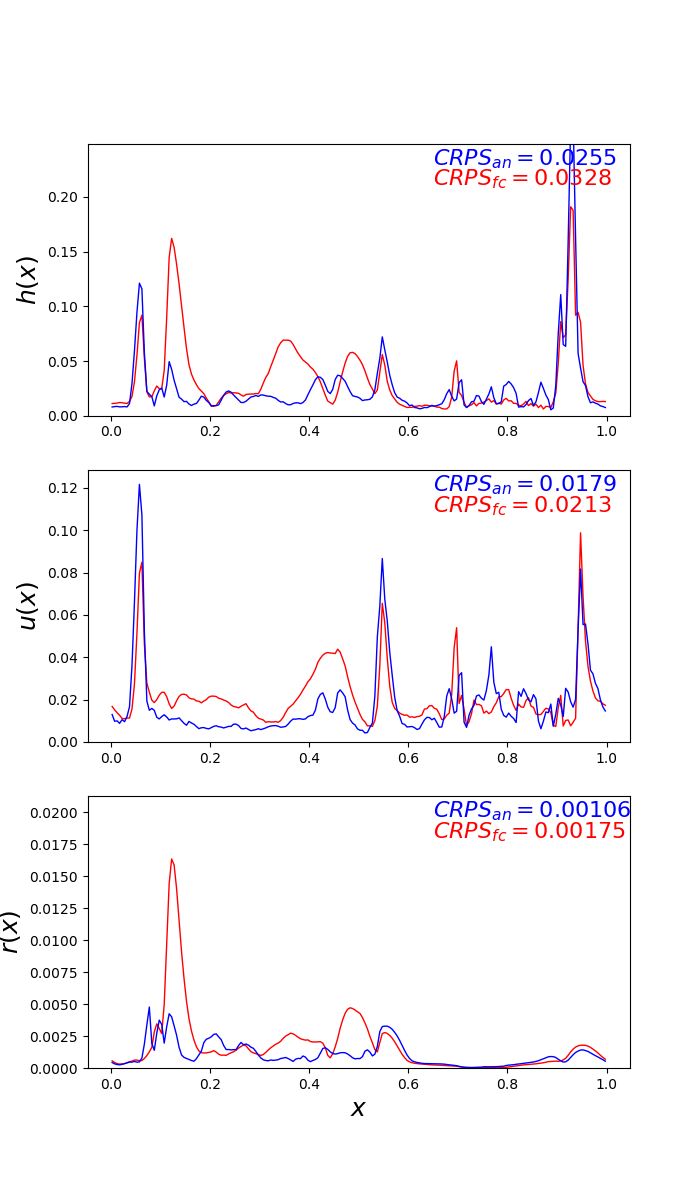 CRPS_an = 0.0255
CRPS_fc = 0.0328
h(x)
0.20
0.15
0.10
0.05
0.00
0.0 0.2 0.4 0.6 0.8 1.0
CRPS_an = 0.0179
CRPS_fc = 0.0213
u(x)
0.12
0.10
0.08
0.06
0.04
0.02
0.00
0.0 0.2 0.4 0.6 0.8 1.0
CRPS_an = 0.00106
CRPS_fc = 0.00175
r(x)
0.0200
0.0175
0.0150
0.0125
0.0100
0.0075
0.0050
0.0025
0.0000
0.0 0.2 0.4 0.6 0.8 1.0
x